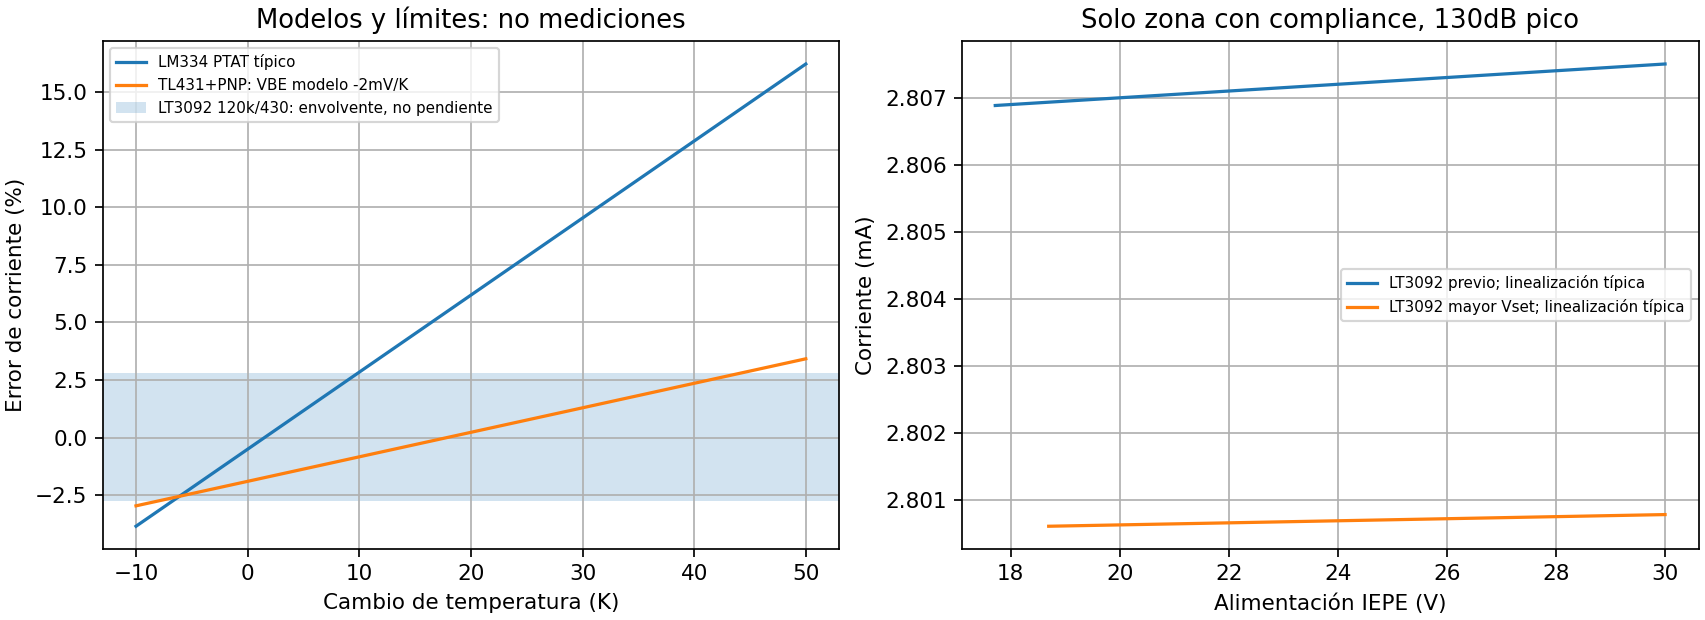 Modelos y límites: no mediciones
LM334 PTAT típico
TL431+PNP: VBE modelo -2mV/K
LT3092 120k/430: envolvente, no pendiente
Error de corriente (%)
15.0
12.5
10.0
7.5
5.0
2.5
0.0
−2.5
−10
0
10
20
30
40
50
Cambio de temperatura (K)
Solo zona con compliance, 130dB pico
LT3092 previo; linealización típica
LT3092 mayor Vset; linealización típica
Corriente (mA)
2.807
2.806
2.805
2.804
2.803
2.802
2.801
18
20
22
24
26
28
30
Alimentación IEPE (V)